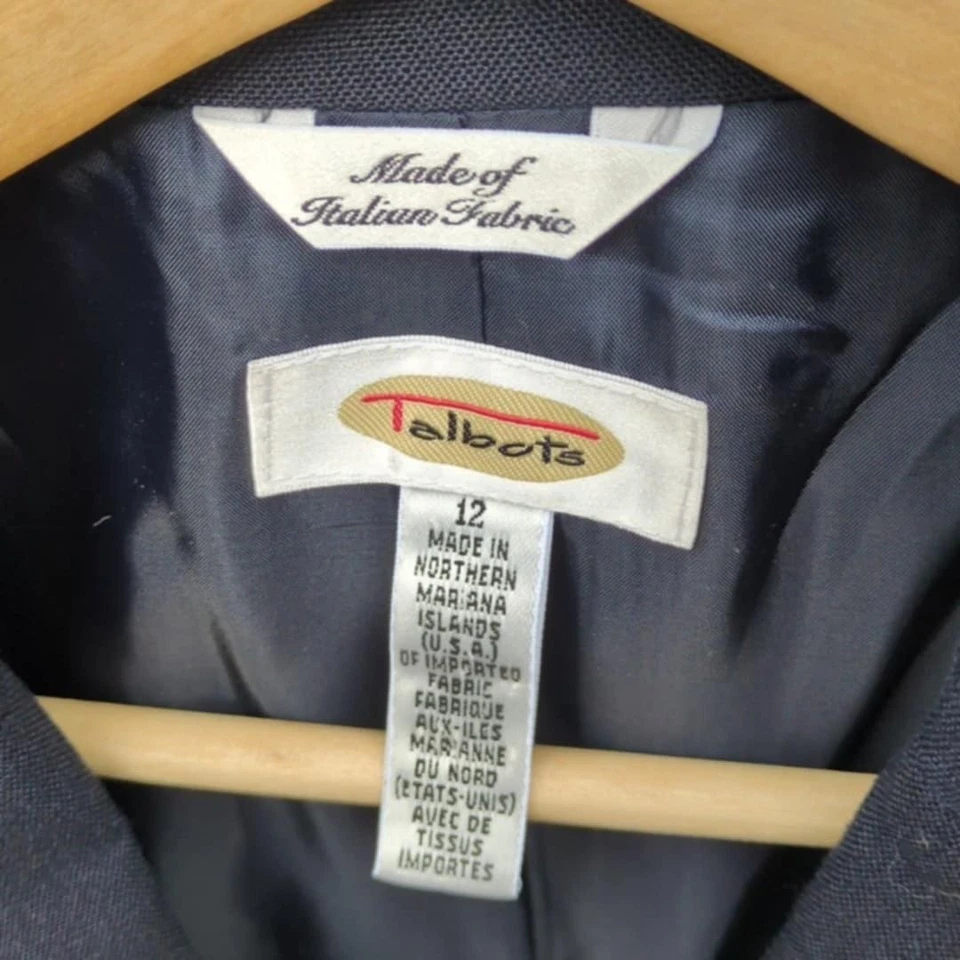 Made of
Italian Fabric
Talbots
12
MADE IN
NORTHERN
MARIANA
ISLANDS
(U.S.A.)
OF IMPORTED
FABRIC
FABRIQUE
AUX-ILES
MARIANNE
DU NORD
(ETATS-UNIS)
AVEC DE
TISSUS
IMPORTES